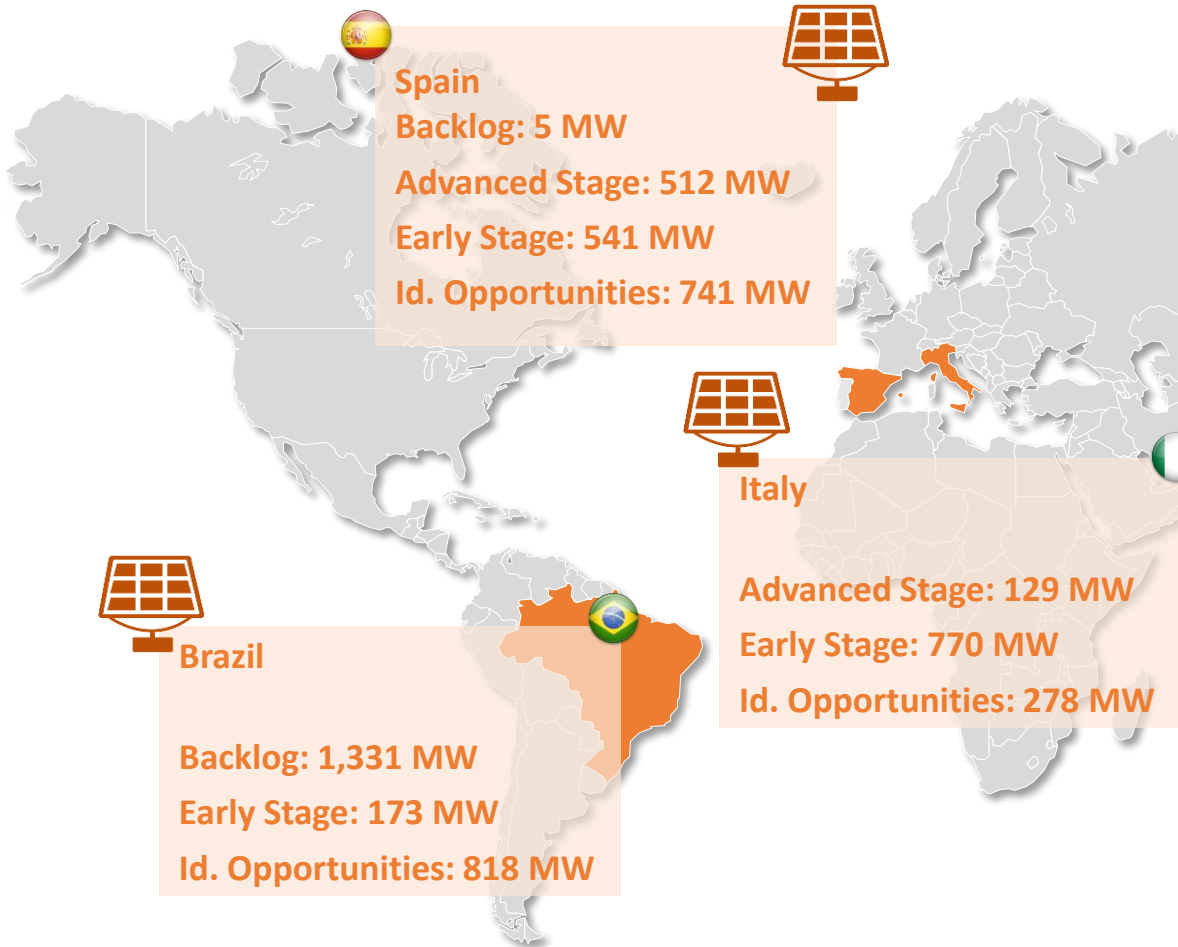 Spain
Backlog: 5 MW
Advanced Stage: 512 MW
Early Stage: 541 MW
Id. Opportunities: 741 MW
Italy
Advanced Stage: 129 MW
Early Stage: 770 MW
Id. Opportunities: 278 MW
Brazil
Backlog: 1,331 MW
Early Stage: 173 MW
Id. Opportunities: 818 MW